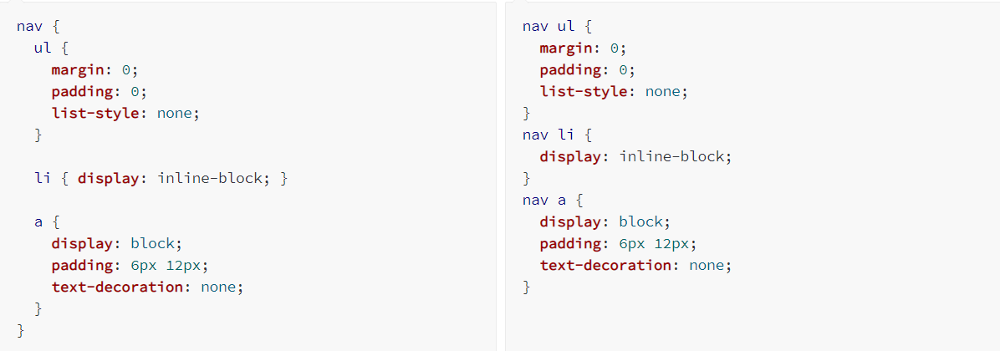 nav {
  ul {
    margin: 0;
    padding: 0;
    list-style: none;
  }

  li { display: inline-block; }

  a {
    display: block;
    padding: 6px 12px;
    text-decoration: none;
  }
}
nav ul {
  margin: 0;
  padding: 0;
  list-style: none;
}
nav li {
  display: inline-block;
}
nav a {
  display: block;
  padding: 6px 12px;
  text-decoration: none;
}